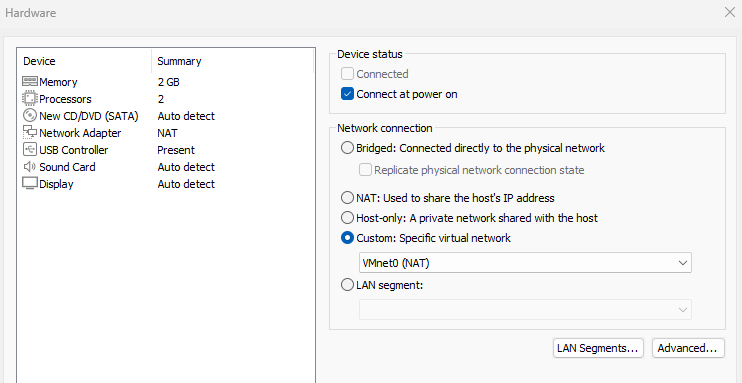 Hardware
Device Summary
Memory 2 GB
Processors 2
New CD/DVD (SATA) Auto detect
Network Adapter NAT
USB Controller Present
Sound Card Auto detect
Display Auto detect
Device status
Connected
Connect at power on
Network connection
Bridged: Connected directly to the physical network
Replicate physical network connection state
NAT: Used to share the host's IP address
Host-only: A private network shared with the host
Custom: Specific virtual network
VMnet0 (NAT)
LAN segment:
LAN Segments... Advanced...